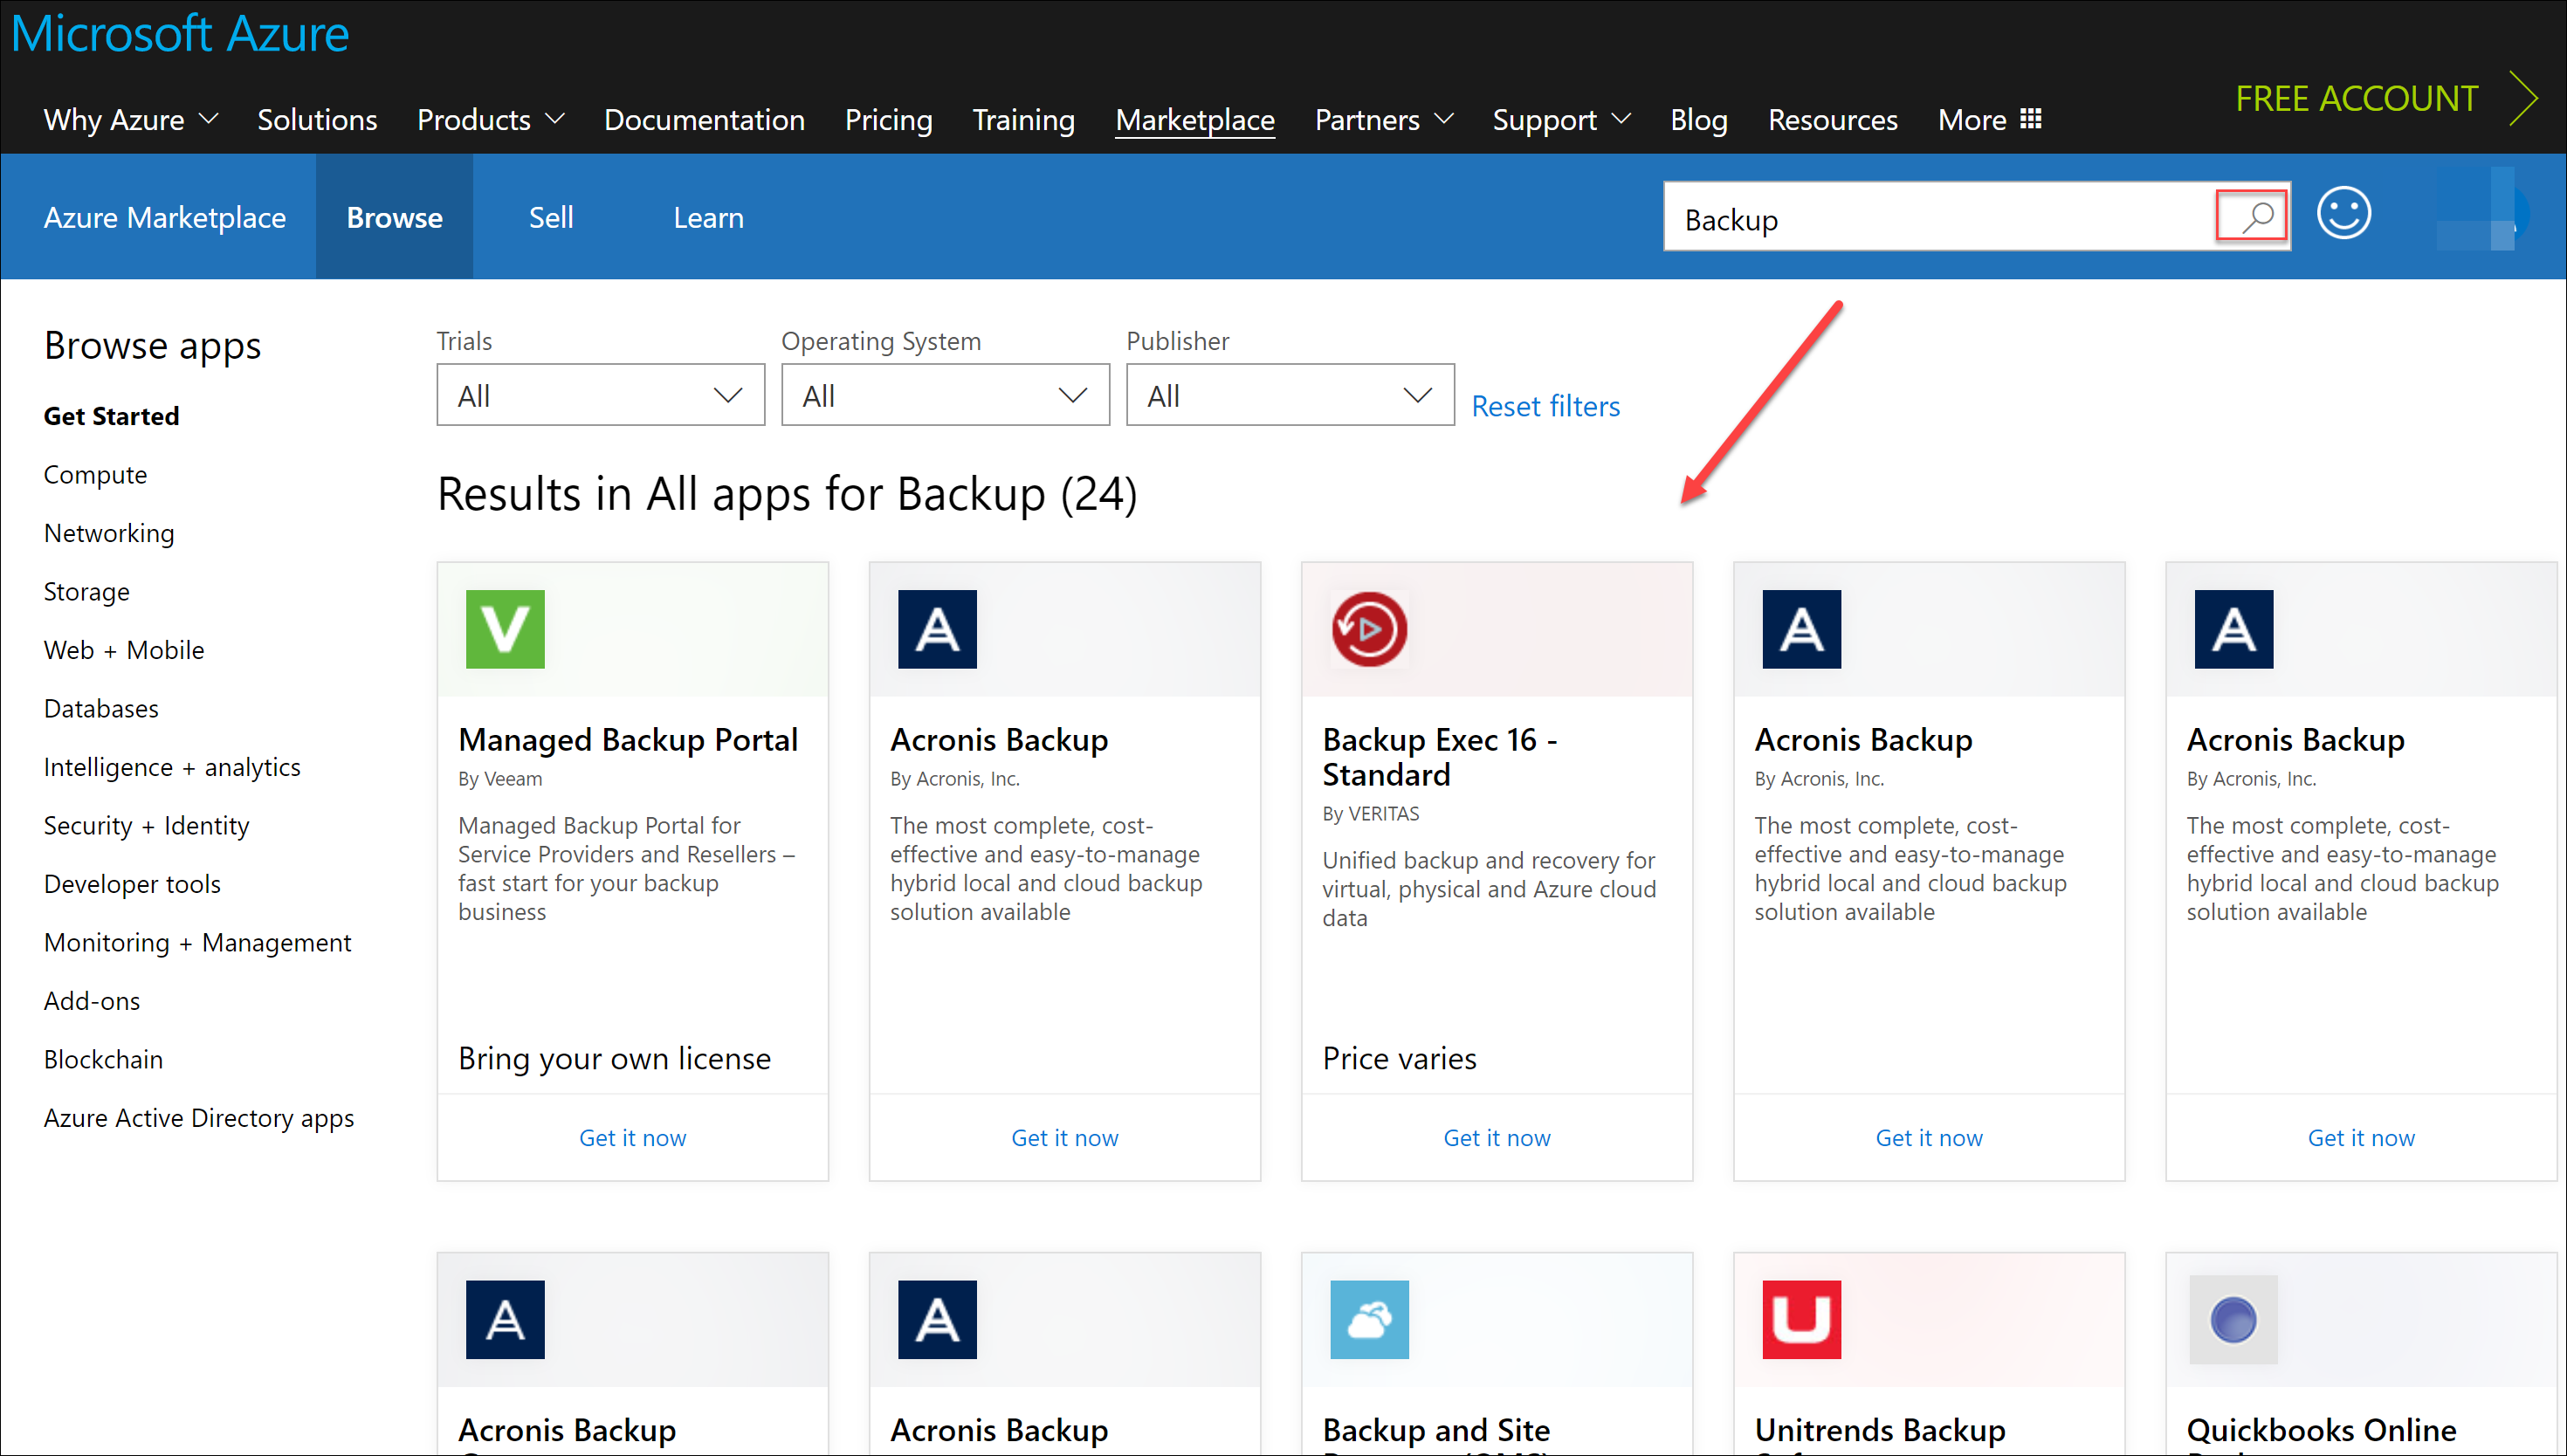 Microsoft Azure
FREE ACCOUNT
Why Azure Solutions Products Documentation Pricing Training Marketplace Partners Support Blog Resources More
Azure Marketplace Browse Sell Learn Backup
Browse apps
Get Started
Compute
Networking
Storage
Web + Mobile
Databases
Intelligence + analytics
Security + Identity
Developer tools
Monitoring + Management
Add-ons
Blockchain
Azure Active Directory apps
Trials Operating System Publisher
All All All Reset filters
Results in All apps for Backup (24)
V
Managed Backup Portal
By Veeam
Managed Backup Portal for
Service Providers and Resellers –
fast start for your backup
business
Bring your own license
Get it now
A
Acronis Backup
By Acronis, Inc.
The most complete, cost-
effective and easy-to-manage
hybrid local and cloud backup
solution available
Get it now
Backup Exec 16 -
Standard
By VERITAS
Unified backup and recovery for
virtual, physical and Azure cloud
data
Price varies
Get it now
A
Acronis Backup
By Acronis, Inc.
The most complete, cost-
effective and easy-to-manage
hybrid local and cloud backup
solution available
Get it now
A
Acronis Backup
By Acronis, Inc.
The most complete, cost-
effective and easy-to-manage
hybrid local and cloud backup
solution available
Get it now
A
Acronis Backup
A
Acronis Backup
Backup and Site
U
Unitrends Backup
Quickbooks Online